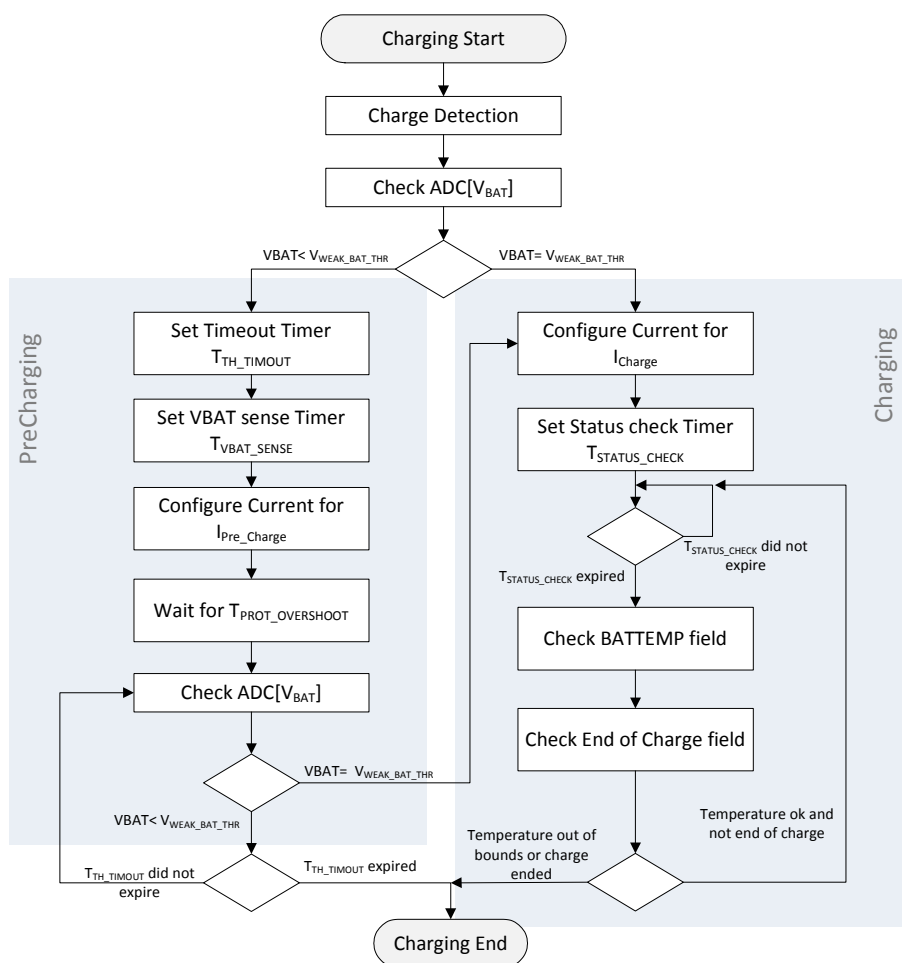 Charging Start
Charge Detection
Check ADC[VBAT]
VBAT< VWEAK_BAT_THR
VBAT= VWEAK_BAT_THR
PreCharging
Set Timeout Timer
TTH_TIMOUT
Set VBAT sense Timer
TVBAT_SENSE
Configure Current for
IPre_Charge
Wait for TPROT_OVERSHOOT
Check ADC[VBAT]
VBAT= VWEAK_BAT_THR
VBAT< VWEAK_BAT_THR
TTH_TIMOUT did not
expire
TTH_TIMOUT expired
Charging
Configure Current for
ICharge
Set Status check Timer
TSTATUS_CHECK
TSTATUS_CHECK did not
expire
TSTATUS_CHECK expired
Check BATTEMP field
Check End of Charge field
Temperature ok and
not end of charge
Temperature out of
bounds or charge
ended
Charging End